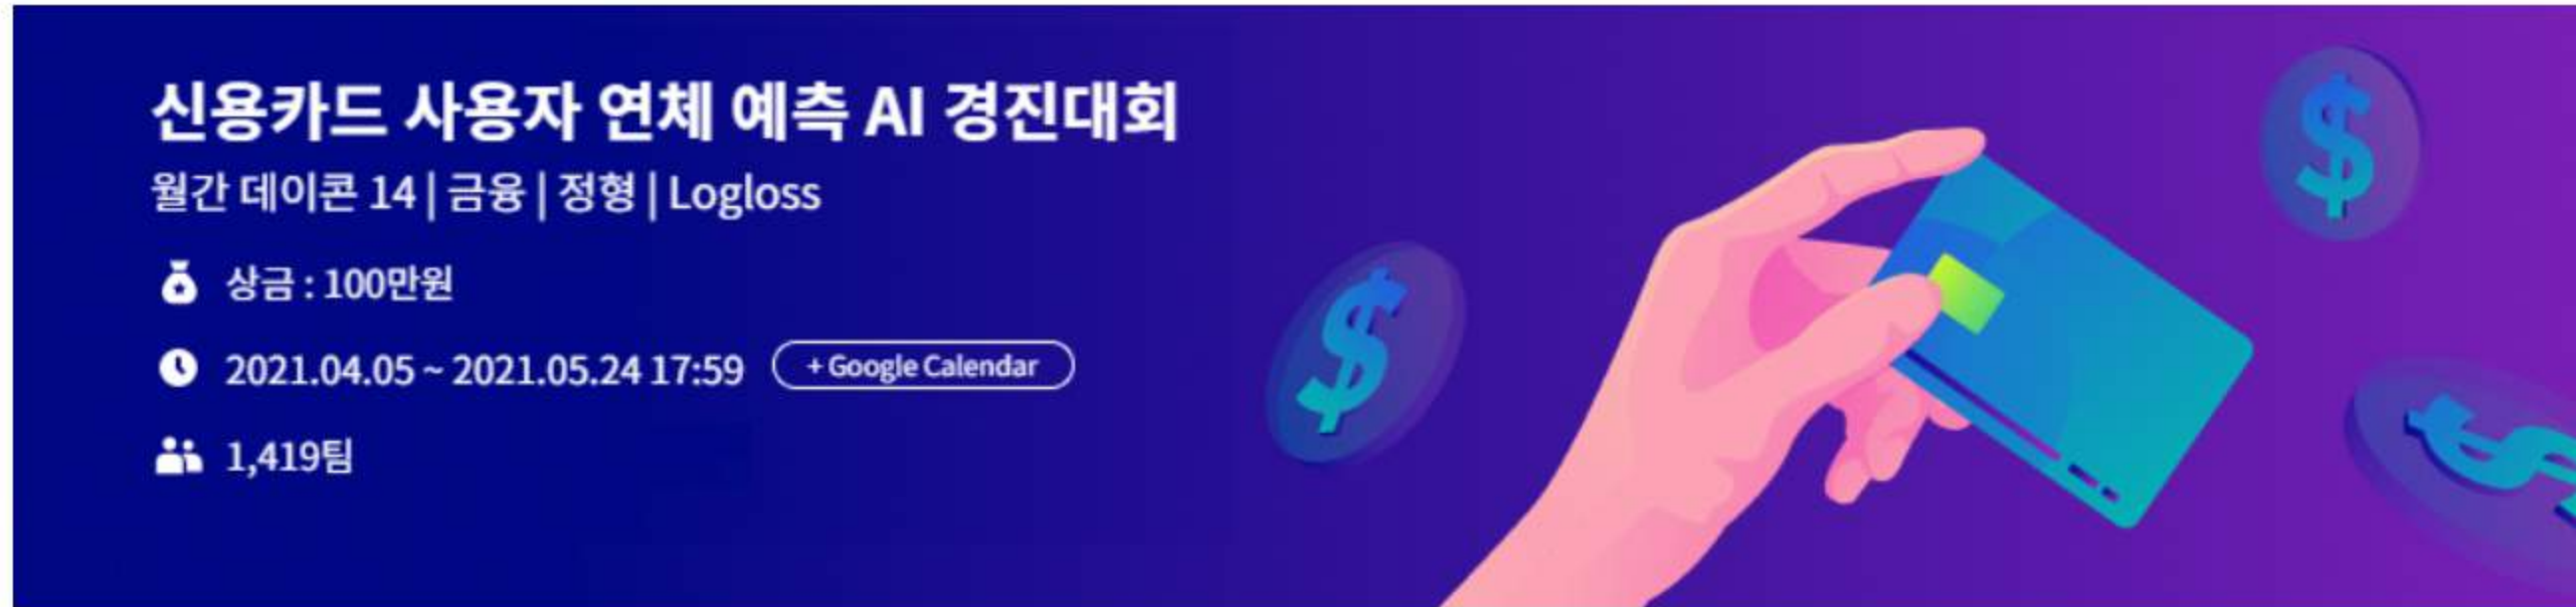 신용카드 사용자 연체 예측 AI 경진대회
월간 데이콘 14 | 금융 | 정형 | Logloss
상금 : 100만원
2021.04.05 ~ 2021.05.24 17:59 + Google Calendar
1,419팀